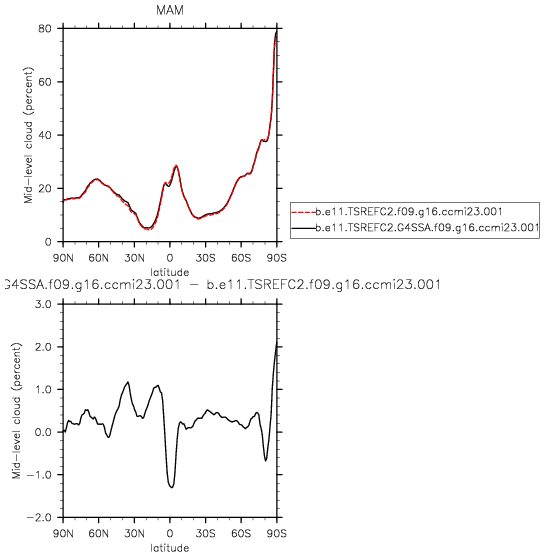 MAM
80
60
40
20
0
Mid-level cloud (percent)
90N 60N 30N 0 30S 60S 90S
latitude
b.e11.TSREFC2.f09.g16.ccmi23.001
b.e11.TSREFC2.G4SSA.f09.g16.ccmi23.001
G4SSA.f09.g16.ccmi23.001 − b.e11.TSREFC2.f09.g16.ccmi23.001
3.0
2.0
1.0
0.0
−1.0
−2.0
Mid-level cloud (percent)
90N 60N 30N 0 30S 60S 90S
latitude